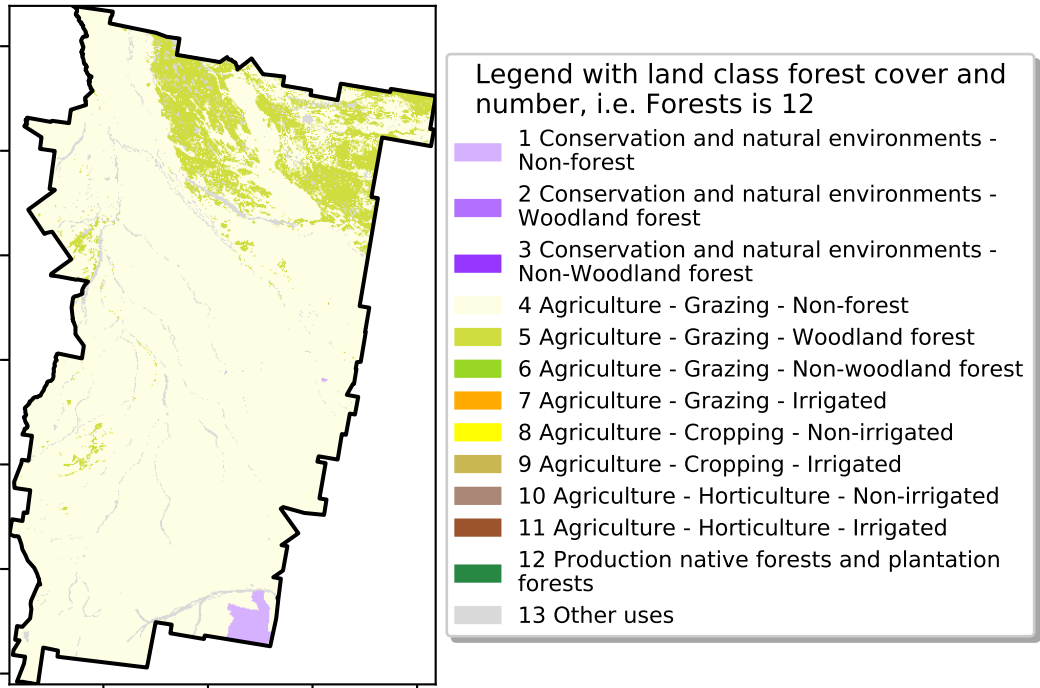 Legend with land class forest cover and
number, i.e. Forests is 12
1 Conservation and natural environments -
Non-forest
2 Conservation and natural environments -
Woodland forest
3 Conservation and natural environments -
Non-Woodland forest
4 Agriculture - Grazing - Non-forest
5 Agriculture - Grazing - Woodland forest
6 Agriculture - Grazing - Non-woodland forest
7 Agriculture - Grazing - Irrigated
8 Agriculture - Cropping - Non-irrigated
9 Agriculture - Cropping - Irrigated
10 Agriculture - Horticulture - Non-irrigated
11 Agriculture - Horticulture - Irrigated
12 Production native forests and plantation
forests
13 Other uses